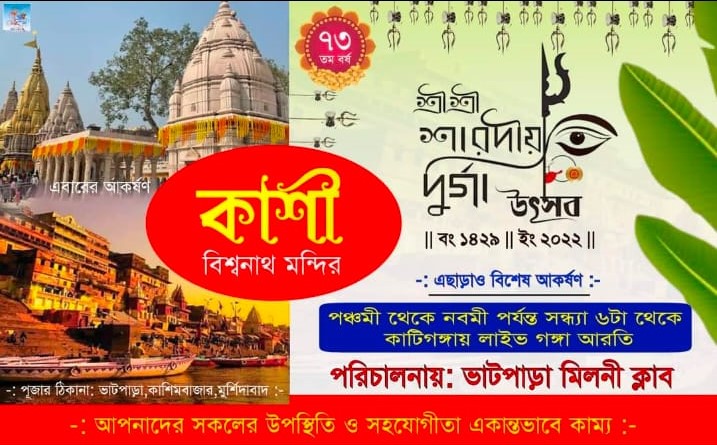 ৭৩
তম বর্ষ
শ্রী শ্রী
শারদীয়
দুর্গা
উৎসব
|| বং ১৪২৯ || ইং ২০২২ ||
এবারের আকর্ষণ
কাশী
বিশ্বনাথ মন্দির
-: এছাড়াও বিশেষ আকর্ষণ :-
পঞ্চমী থেকে নবমী পর্যন্ত সন্ধ্যা ৬টা থেকে
কাটিগঙ্গায় লাইভ গঙ্গা আরতি
পরিচালনায়: ভাটপাড়া মিলনী ক্লাব
-: পূজার ঠিকানা: ভাটপাড়া,কাশিমবাজার,মুর্শিদাবাদ :-
-: আপনাদের সকলের উপস্থিতি ও সহযোগীতা একান্তভাবে কাম্য :-